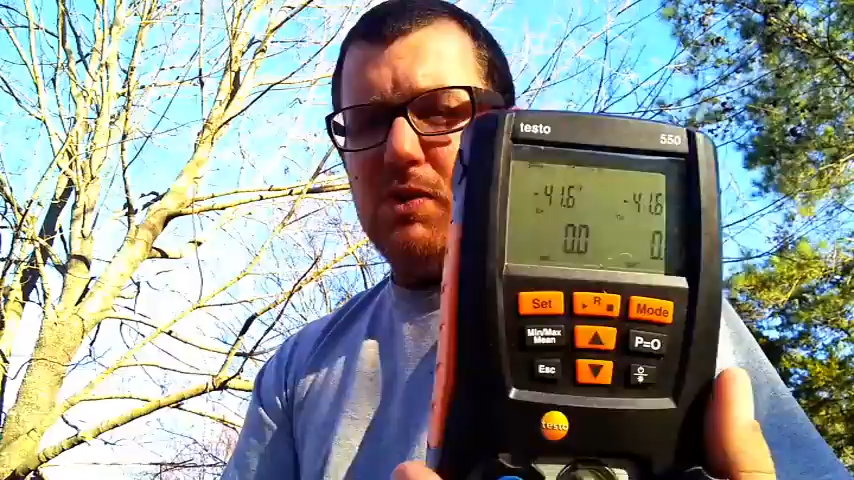 testo 550
-41.6° -41.6
0.0 0
Set ▸R■ Mode
Min/Max
Mean ▲ P=0
Esc ▼
testo